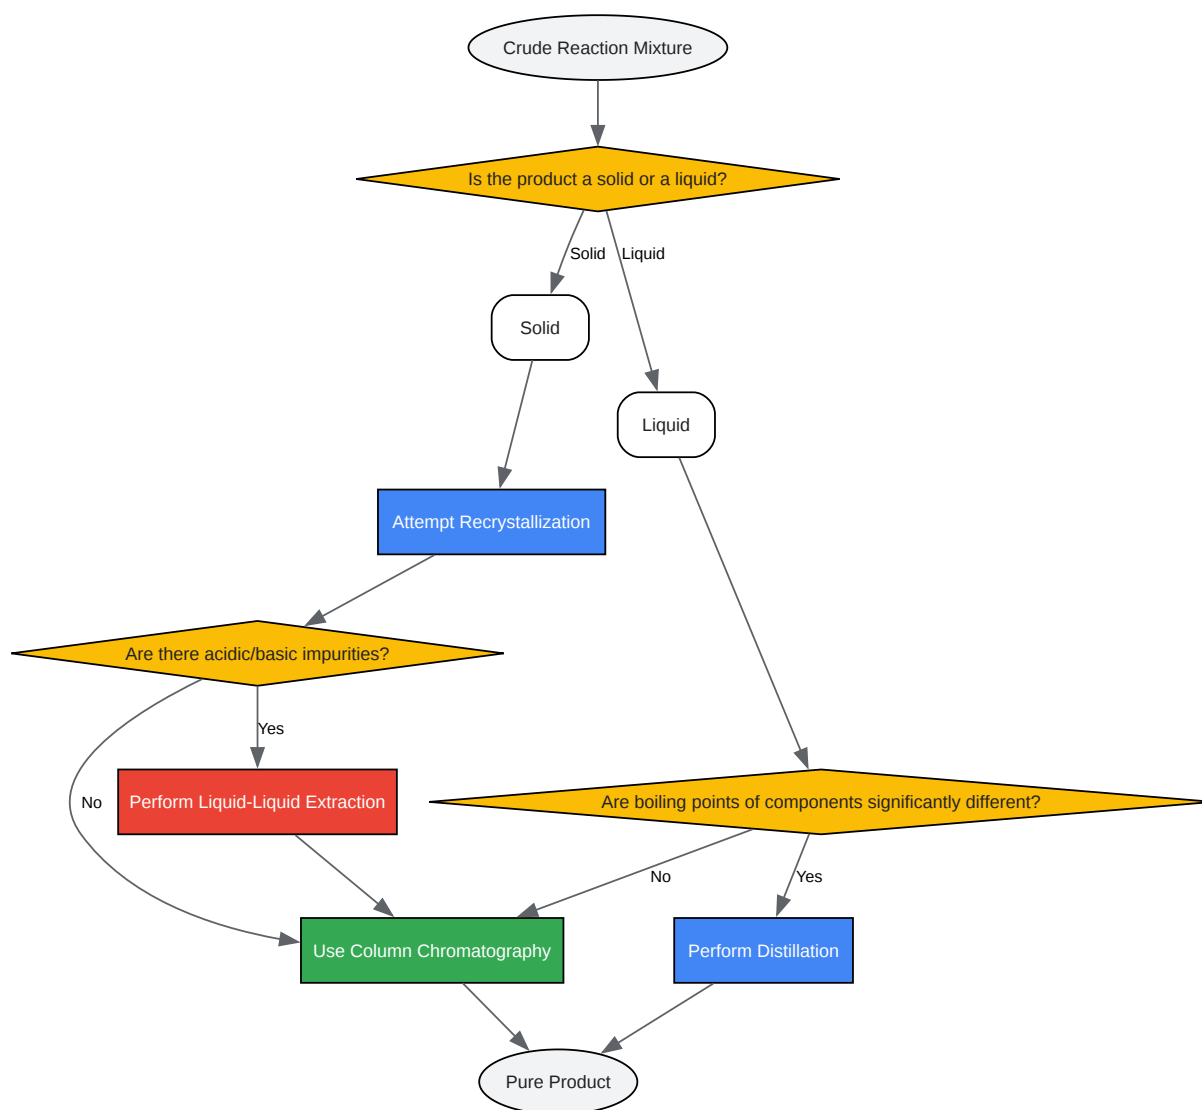 Crude Reaction Mixture
Is the product a solid or a liquid?
Solid
Liquid
Solid
Liquid
Attempt Recrystallization
Are there acidic/basic impurities?
Yes
No
Perform Liquid-Liquid Extraction
Are boiling points of components significantly different?
No
Yes
Use Column Chromatography
Perform Distillation
Pure Product